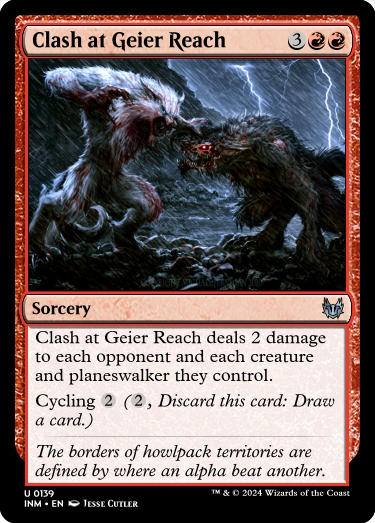 Clash at Geier Reach 3
Sorcery
Clash at Geier Reach deals 2 damage
to each opponent and each creature
and planeswalker they control.
Cycling 2 (2, Discard this card: Draw
a card.)
The borders of howlpack territories are
defined by where an alpha beat another.
U 0139
INM • EN Jesse Cutler
™ & © 2024 Wizards of the Coast